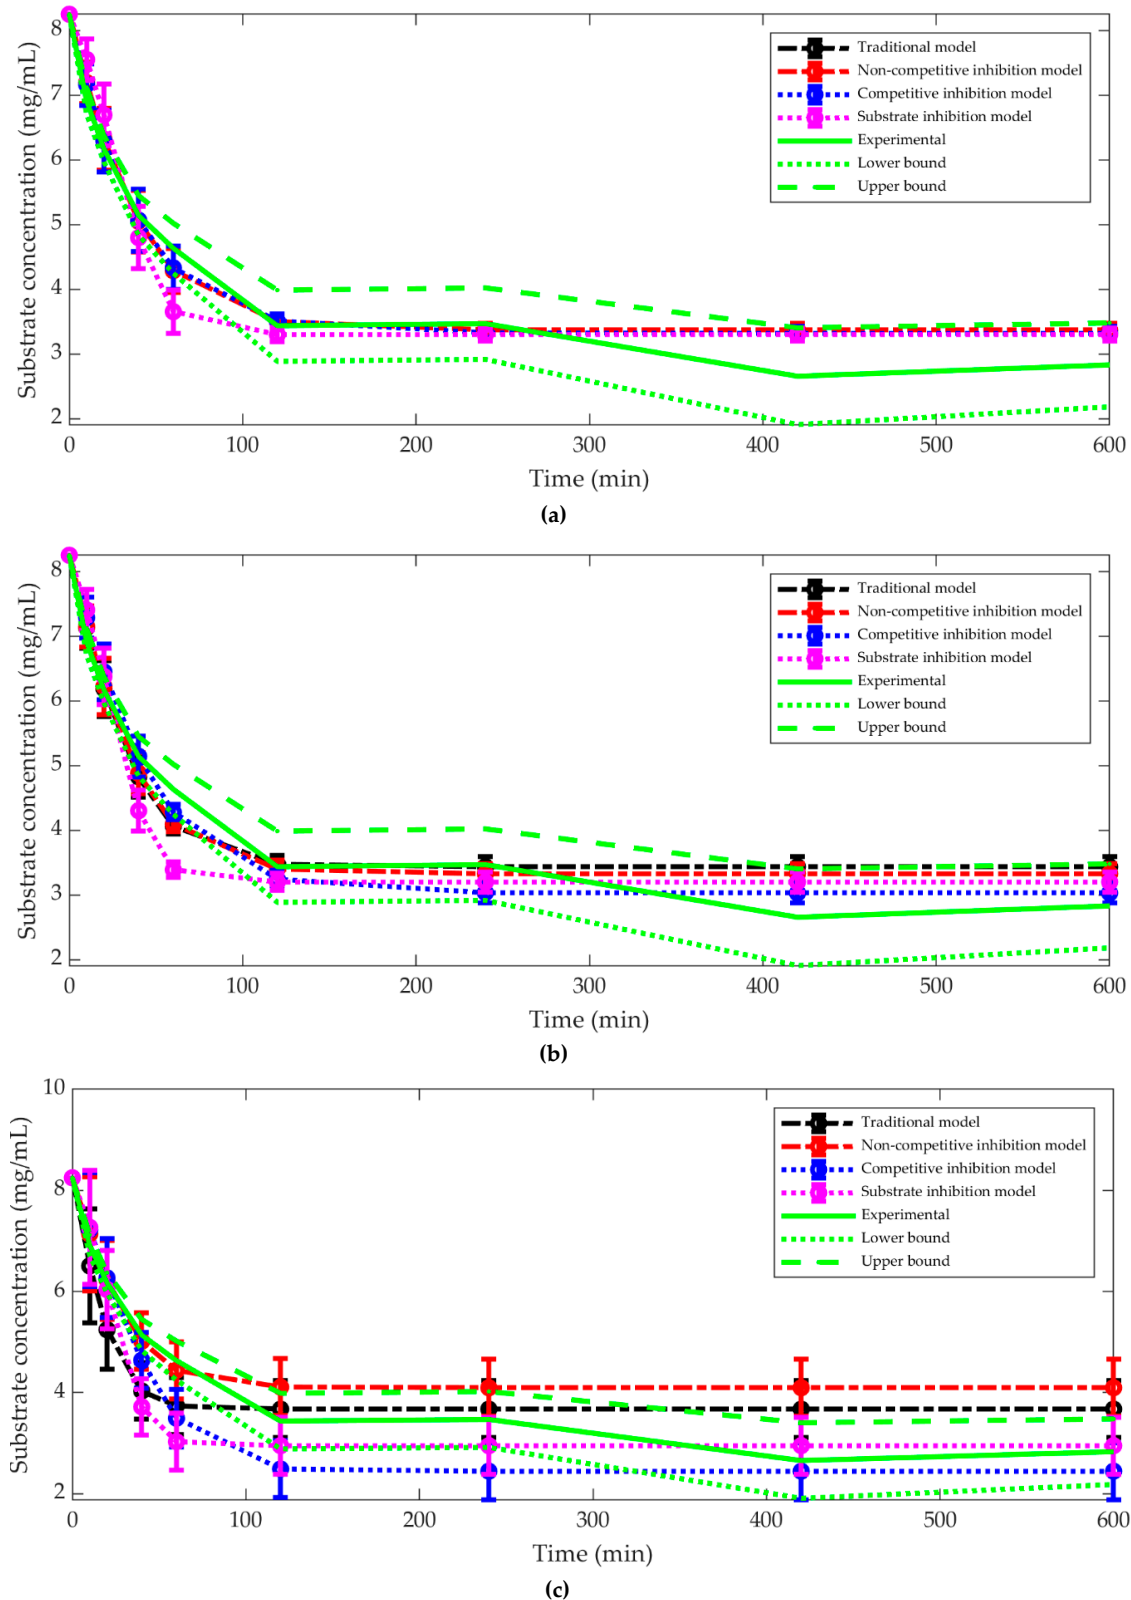 8
7
6
5
4
3
2
Substrate concentration (mg/mL)
Traditional model
Non-competitive inhibition model
Competitive inhibition model
Substrate inhibition model
Experimental
Lower bound
Upper bound
0 100 200 300 400 500 600
Time (min)
(a)
8
7
6
5
4
3
2
Substrate concentration (mg/mL)
Traditional model
Non-competitive inhibition model
Competitive inhibition model
Substrate inhibition model
Experimental
Lower bound
Upper bound
0 100 200 300 400 500 600
Time (min)
(b)
10
8
6
4
2
Substrate concentration (mg/mL)
Traditional model
Non-competitive inhibition model
Competitive inhibition model
Substrate inhibition model
Experimental
Lower bound
Upper bound
0 100 200 300 400 500 600
Time (min)
(c)